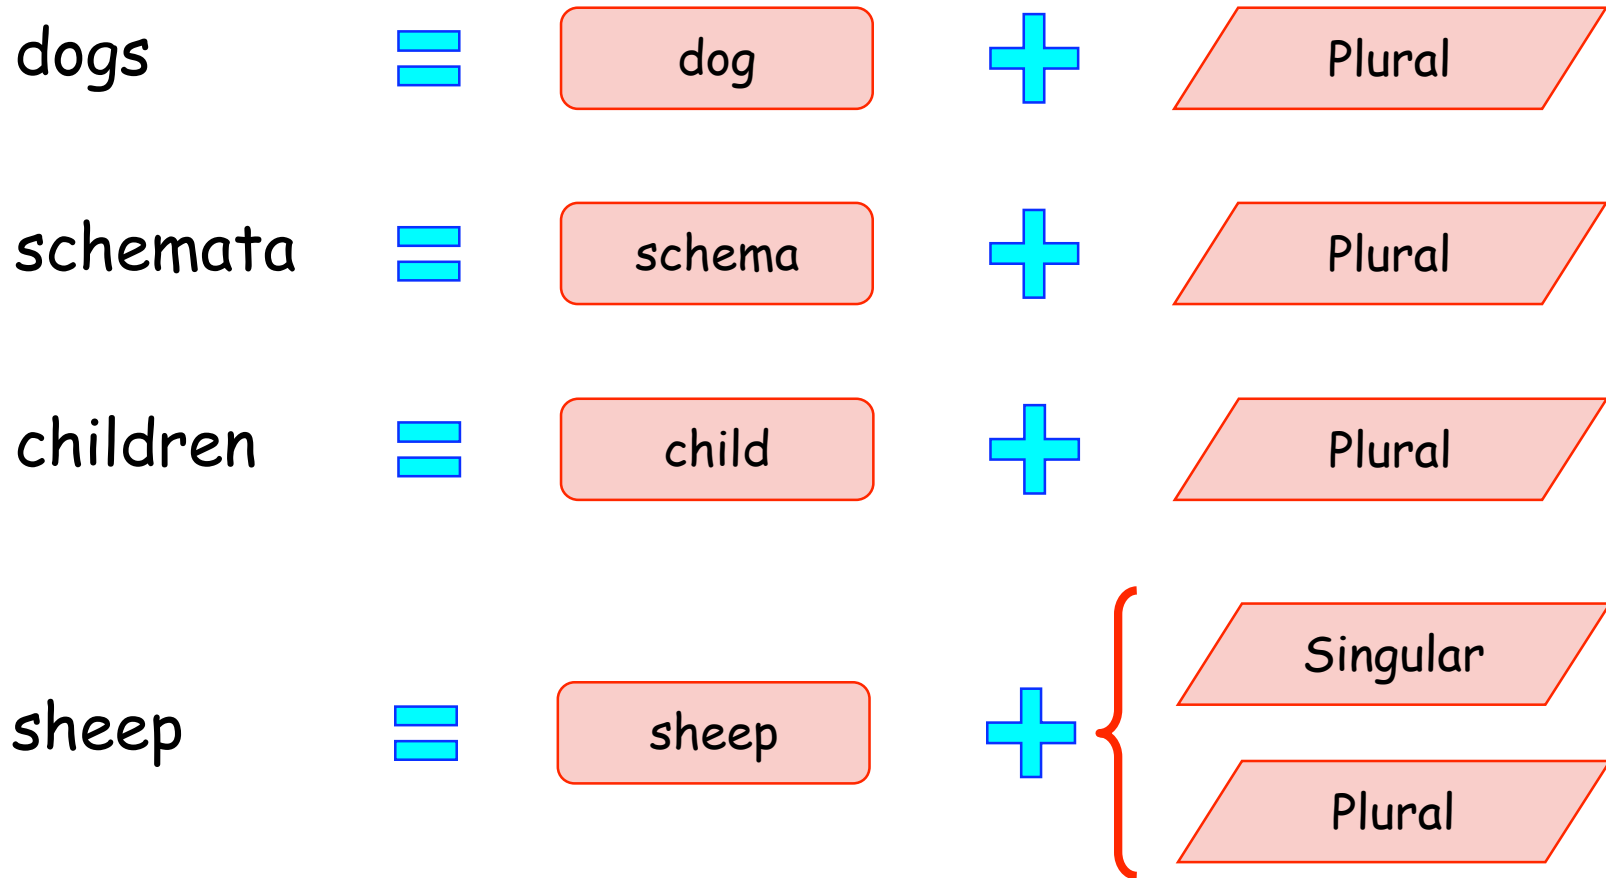 dogs dog Plural
schemata schema Plural
children child Plural
Singular
sheep sheep
Plural